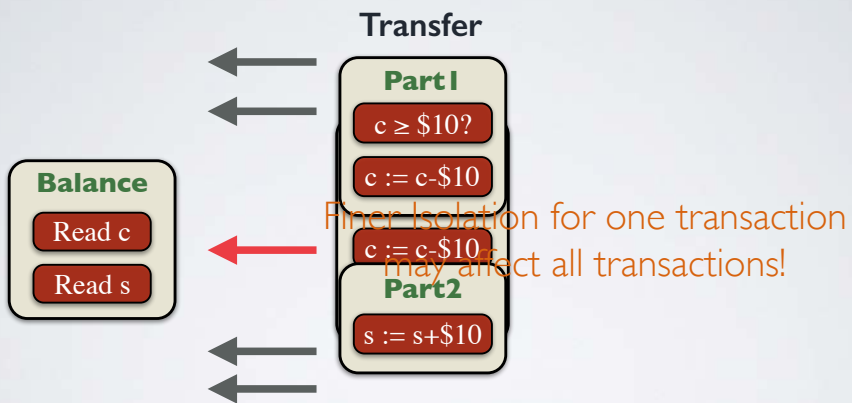 Transfer
Part1
c ≥ $10?
c := c-$10
Balance
Read c
Read s
Finer Isolation for one transaction
may affect all transactions!
c := c-$10
Part2
s := s+$10